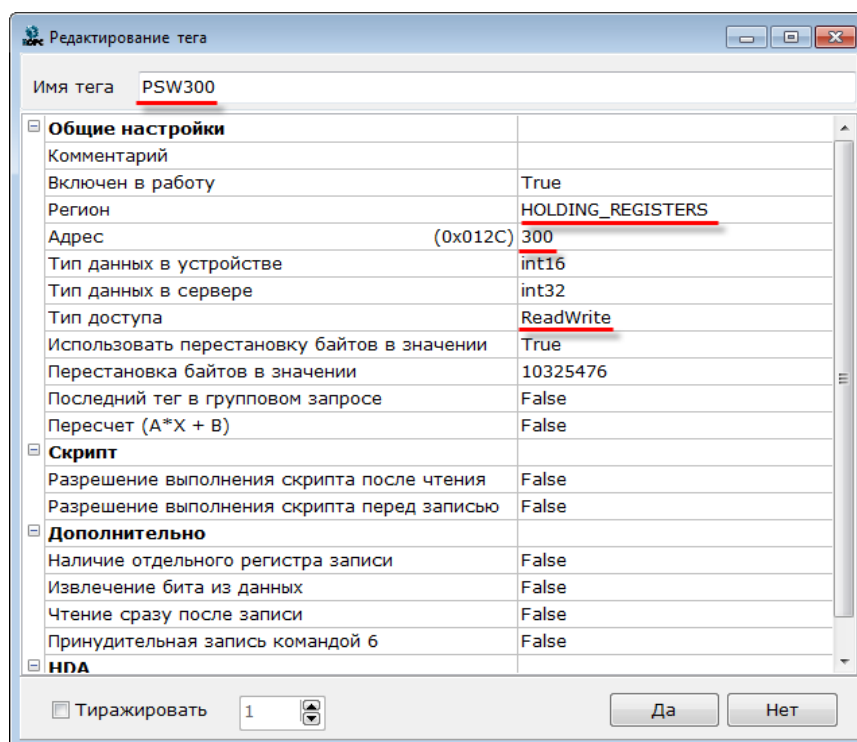 Редактирование тега
Имя тега PSW300
Общие настройки
Комментарий
Включен в работу True
Регион HOLDING_REGISTERS
Адрес (0x012C) 300
Тип данных в устройстве int16
Тип данных в сервере int32
Тип доступа ReadWrite
Использовать перестановку байтов в значении True
Перестановка байтов в значении 10325476
Последний тег в групповом запросе False
Пересчет (A*X + B) False
Скрипт
Разрешение выполнения скрипта после чтения False
Разрешение выполнения скрипта перед записью False
Дополнительно
Наличие отдельного регистра записи False
Извлечение бита из данных False
Чтение сразу после записи False
Принудительная запись командой 6 False
HDA
Тиражировать 1 Да Нет